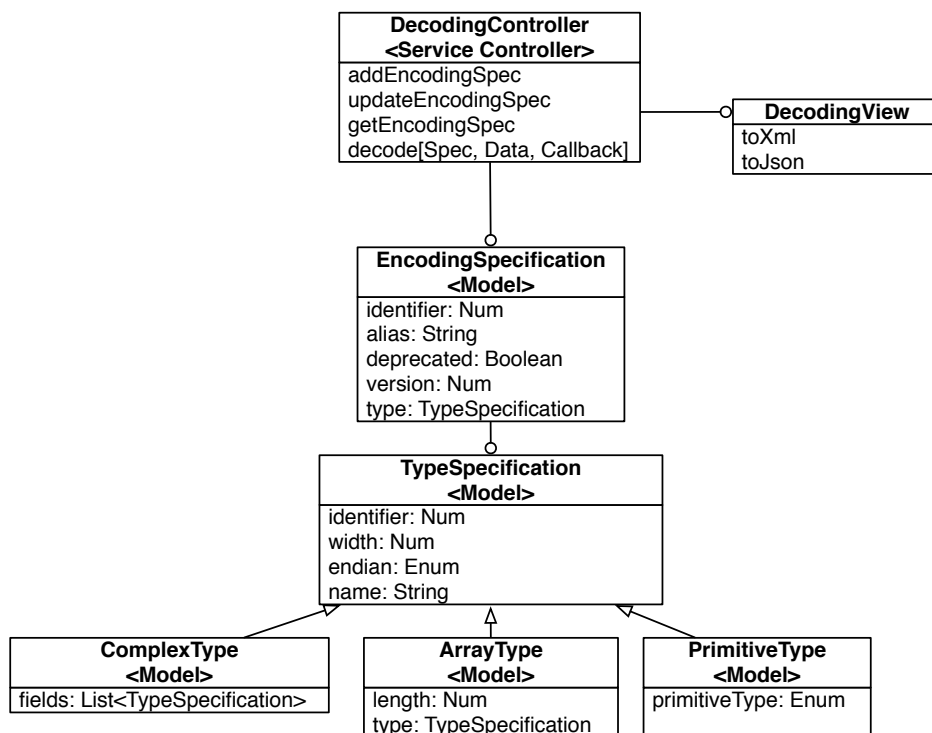 DecodingController
<Service Controller>
addEncodingSpec
updateEncodingSpec
getEncodingSpec
decode[Spec, Data, Callback]
DecodingView
toXml
toJson
EncodingSpecification
<Model>
identifier: Num
alias: String
deprecated: Boolean
version: Num
type: TypeSpecification
TypeSpecification
<Model>
identifier: Num
width: Num
endian: Enum
name: String
ComplexType
<Model>
fields: List<TypeSpecification>
ArrayType
<Model>
length: Num
type: TypeSpecification
PrimitiveType
<Model>
primitiveType: Enum